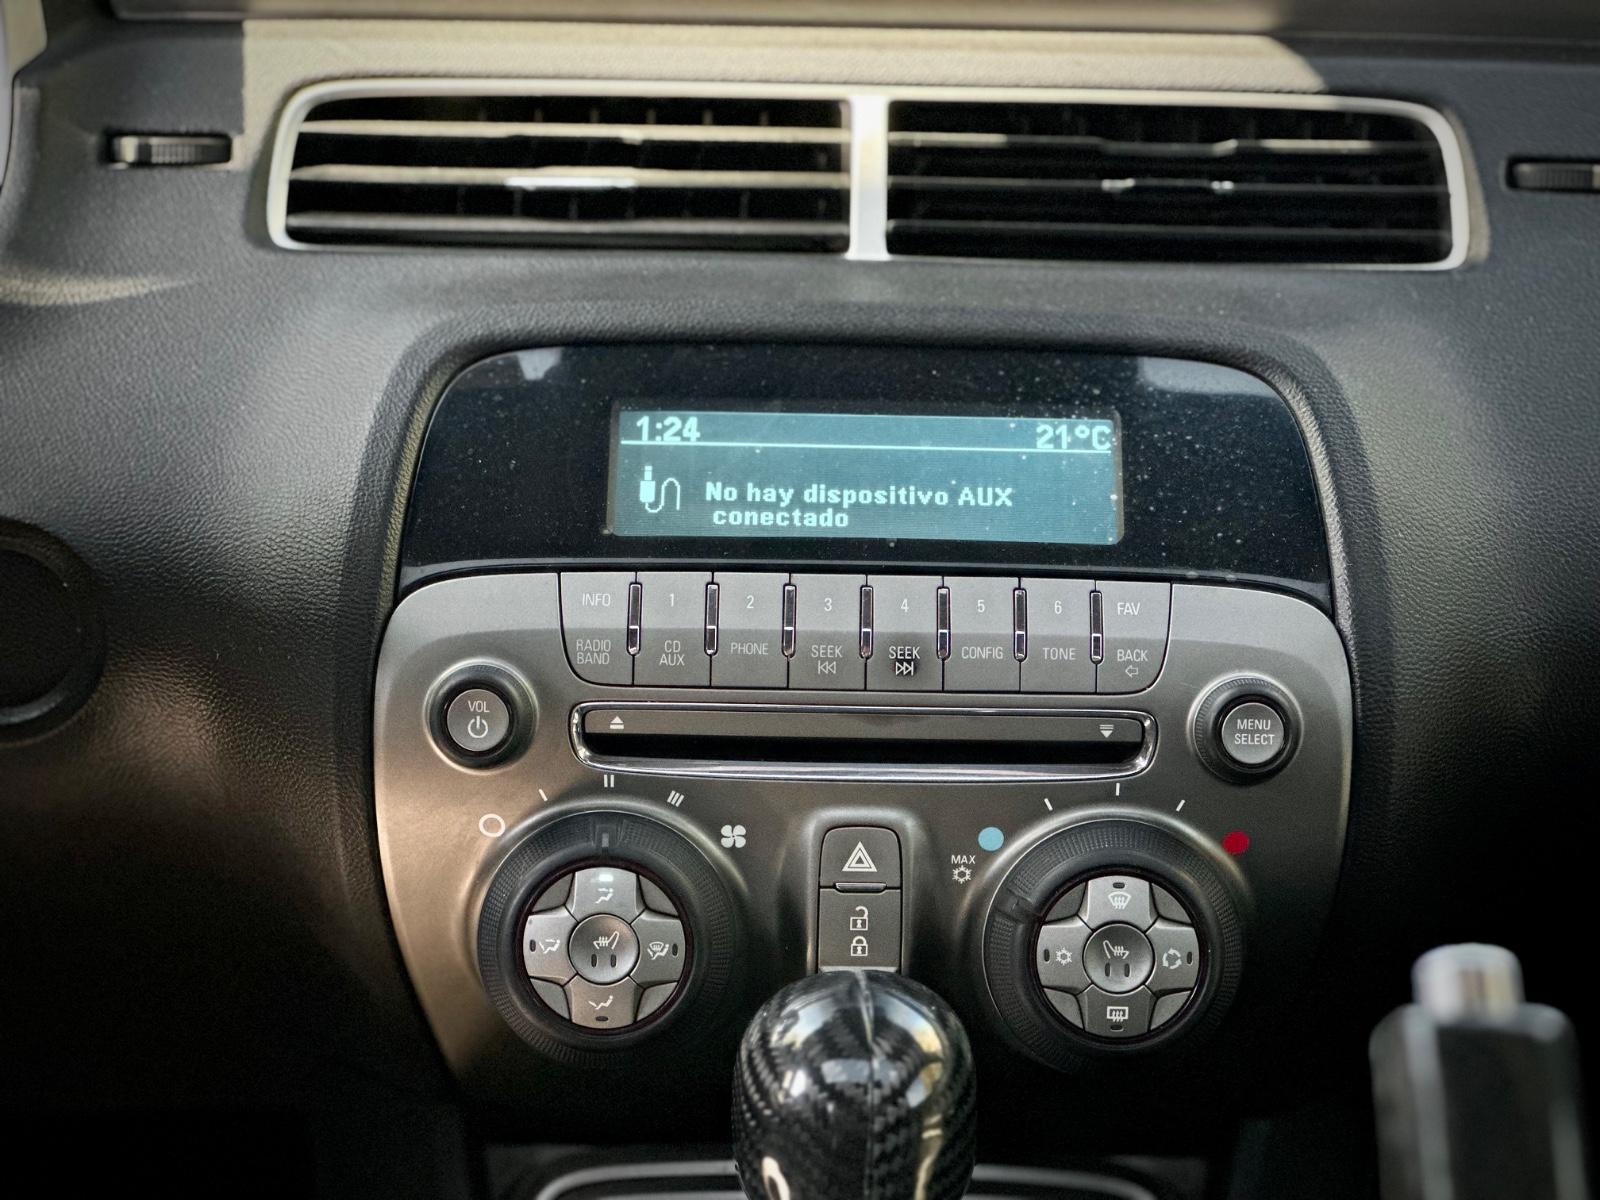 1:24 21°C
No hay dispositivo AUX
conectado
INFO 1 2 3 4 5 6 FAV
RADIO BAND CD AUX PHONE SEEK SEEK CONFIG TONE BACK
VOL
MENU
SELECT
MAX